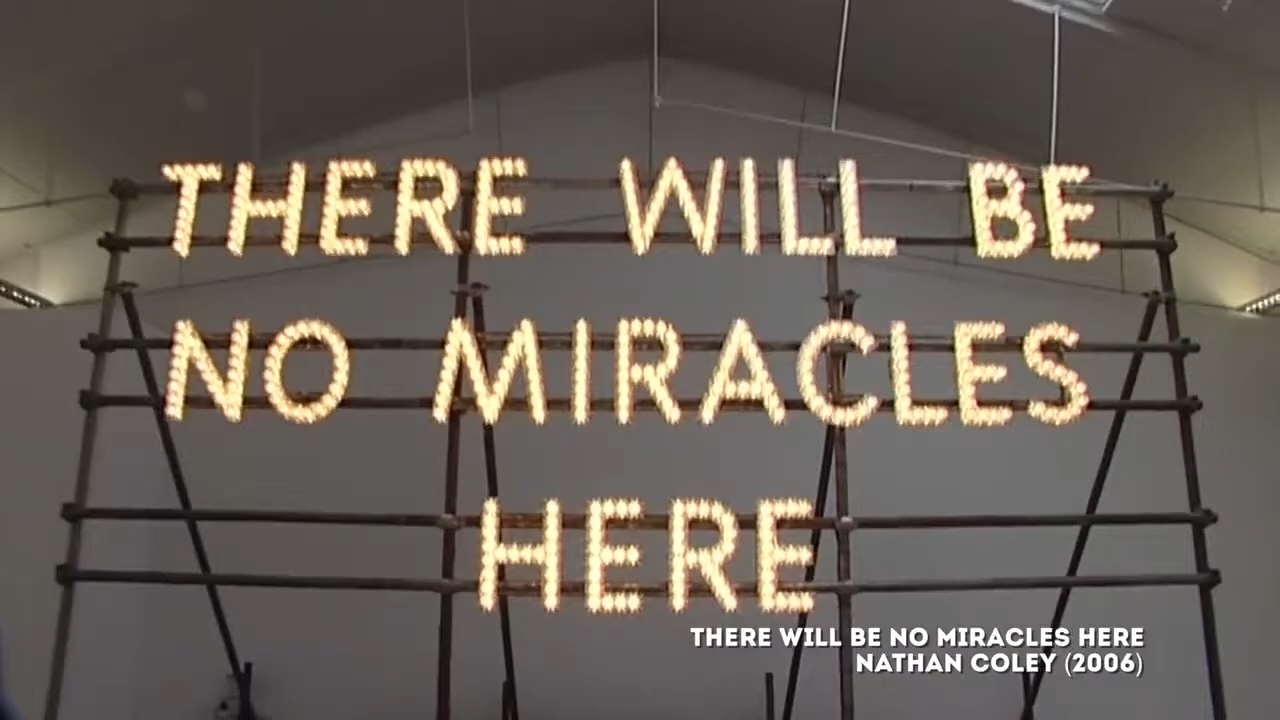 THERE WILL BE
NO MIRACLES
HERE
THERE WILL BE NO MIRACLES HERE
NATHAN COLEY (2006)